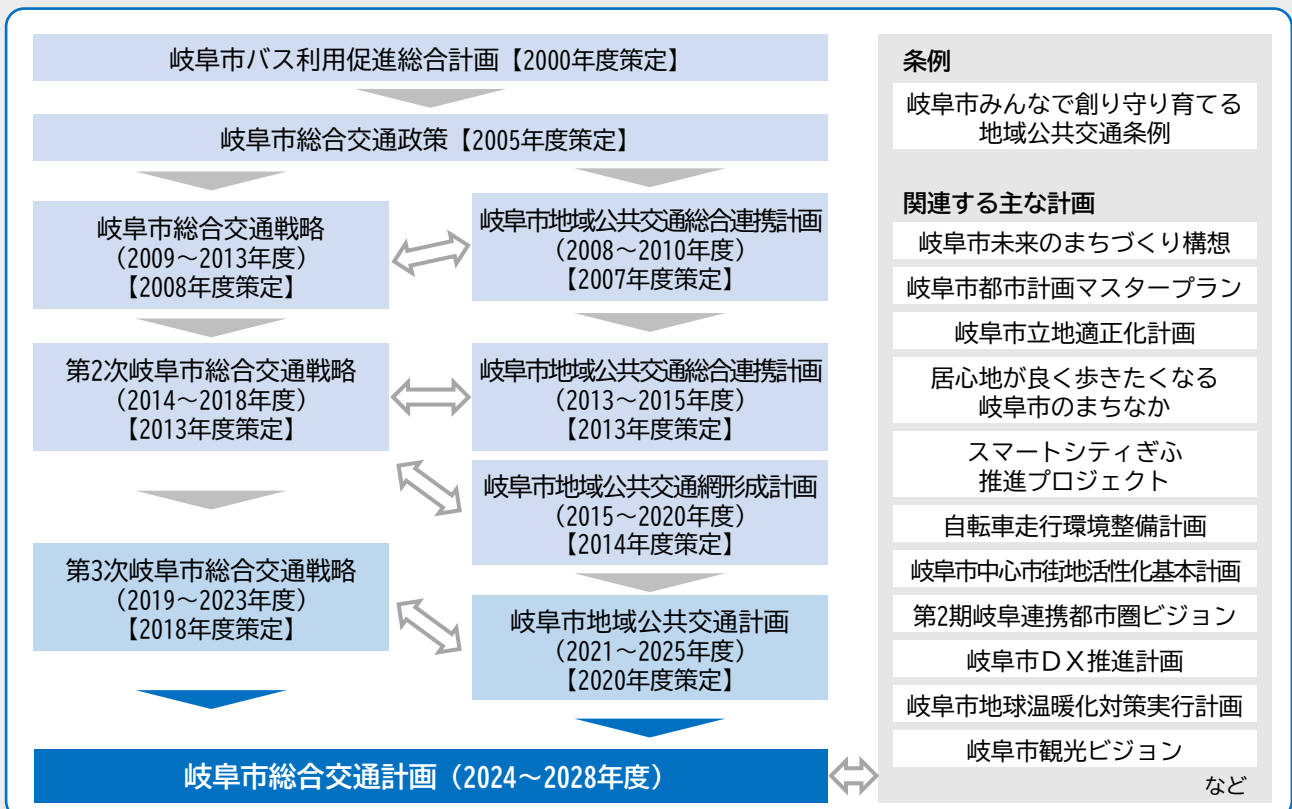 岐阜市バス利用促進総合計画【2000年度策定】
岐阜市総合交通政策【2005年度策定】
岐阜市総合交通戦略
（2009～2013年度）
【2008年度策定】
岐阜市地域公共交通総合連携計画
（2008～2010年度）
【2007年度策定】
第2次岐阜市総合交通戦略
（2014～2018年度）
【2013年度策定】
岐阜市地域公共交通総合連携計画
（2013～2015年度）
【2013年度策定】
岐阜市地域公共交通網形成計画
（2015～2020年度）
【2014年度策定】
第3次岐阜市総合交通戦略
（2019～2023年度）
【2018年度策定】
岐阜市地域公共交通計画
（2021～2025年度）
【2020年度策定】
岐阜市総合交通計画（2024～2028年度）
条例
岐阜市みんなで創り守り育てる
地域公共交通条例
関連する主な計画
岐阜市未来のまちづくり構想
岐阜市都市計画マスタープラン
岐阜市立地適正化計画
居心地が良く歩きたくなる
岐阜市のまちなか
スマートシティぎふ
推進プロジェクト
自転車走行環境整備計画
岐阜市中心市街地活性化基本計画
第2期岐阜連携都市圏ビジョン
岐阜市ＤＸ推進計画
岐阜市地球温暖化対策実行計画
岐阜市観光ビジョン
など